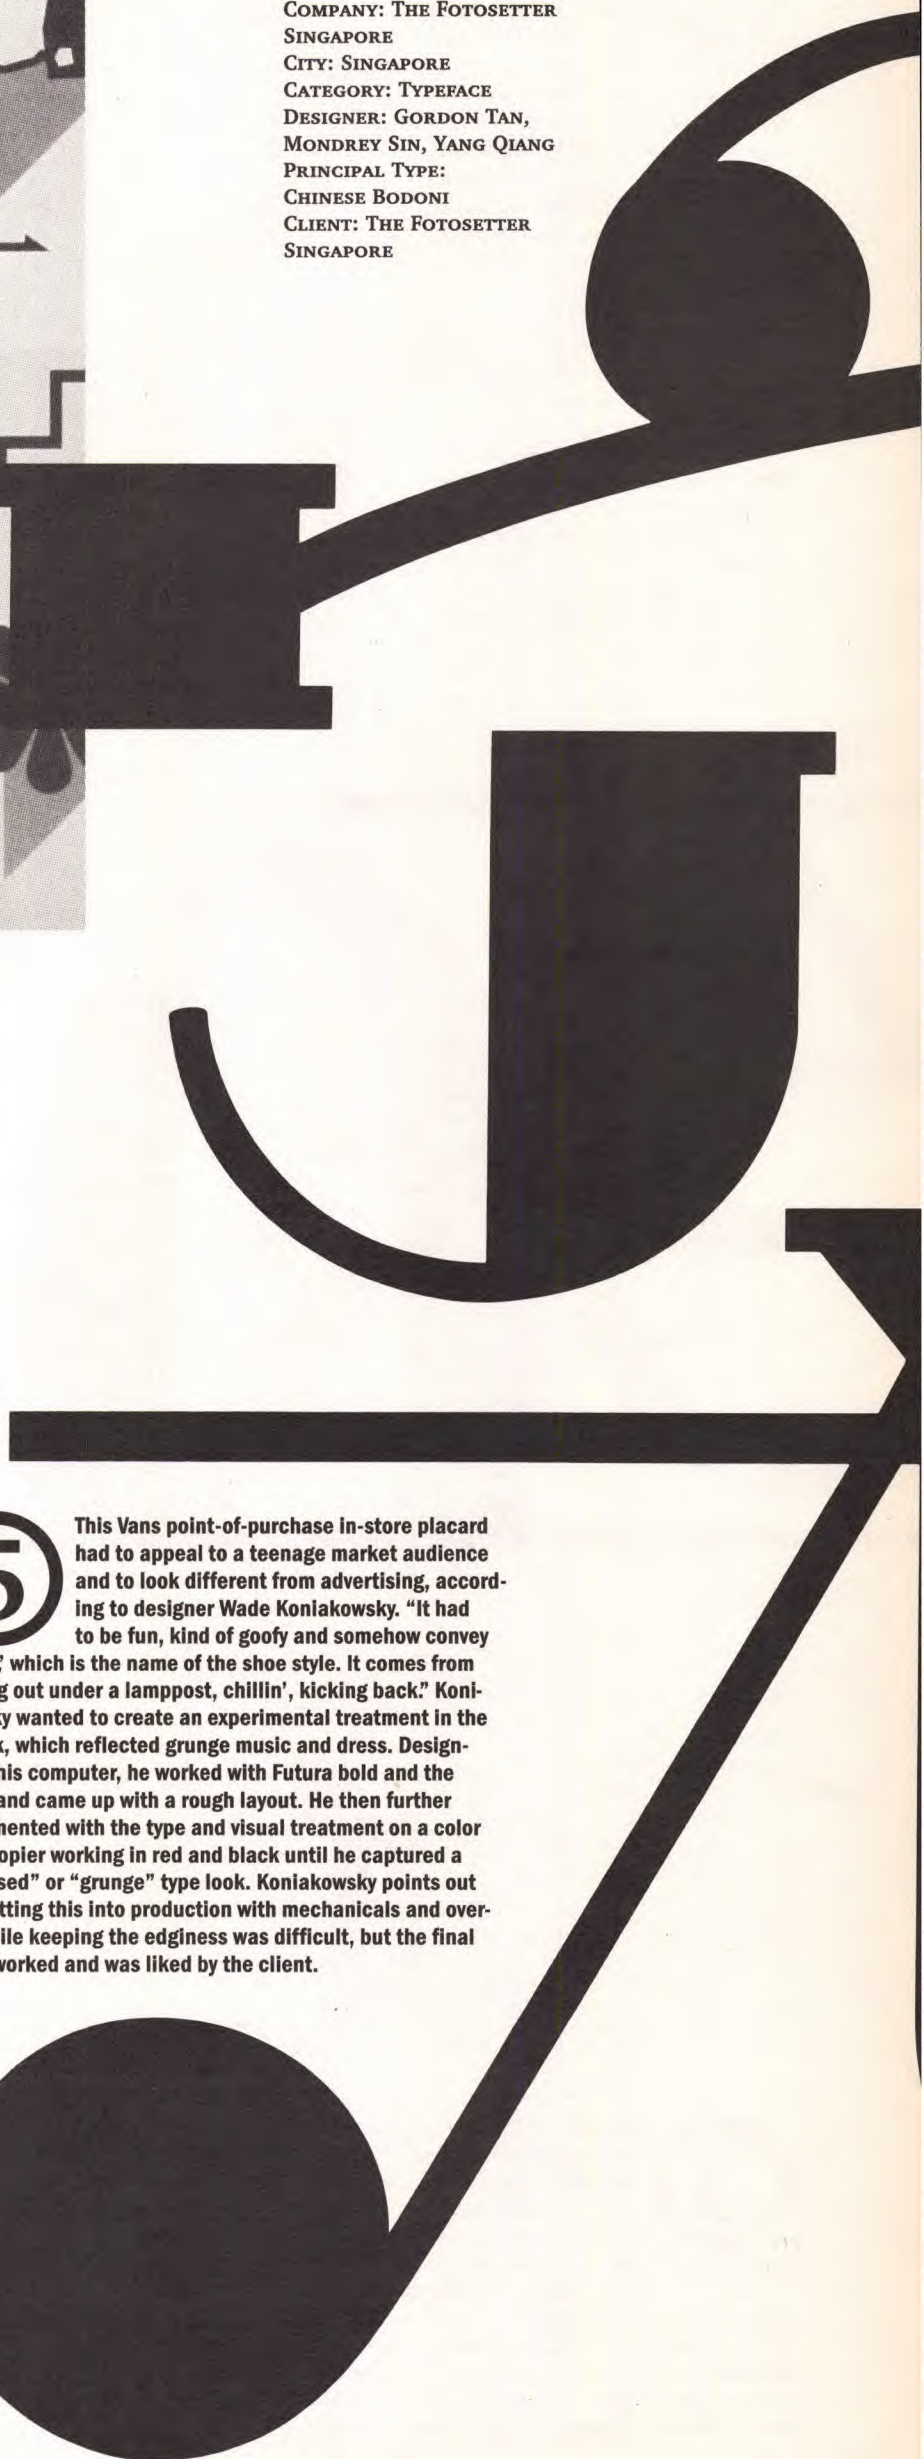 COMPANY: THE FOTOSETTER
SINGAPORE
CITY: SINGAPORE
CATEGORY: TYPEFACE
DESIGNER: GORDON TAN,
MONDREY SIN, YANG QIANG
PRINCIPAL TYPE:
CHINESE BODONI
CLIENT: THE FOTOSETTER
SINGAPORE
5
This Vans point-of-purchase in-store placard
had to appeal to a teenage market audience
and to look different from advertising, accord-
ing to designer Wade Koniakowsky. “It had
to be fun, kind of goofy and somehow convey
which is the name of the shoe style. It comes from
out under a lamppost, chillin’, kicking back.” Koni-
wanted to create an experimental treatment in the
which reflected grunge music and dress. Design-
his computer, he worked with Futura bold and the
and came up with a rough layout. He then further
mented with the type and visual treatment on a color
opier working in red and black until he captured a
sed” or “grunge” type look. Koniakowsky points out
tting this into production with mechanicals and over-
ile keeping the edginess was difficult, but the final
worked and was liked by the client.